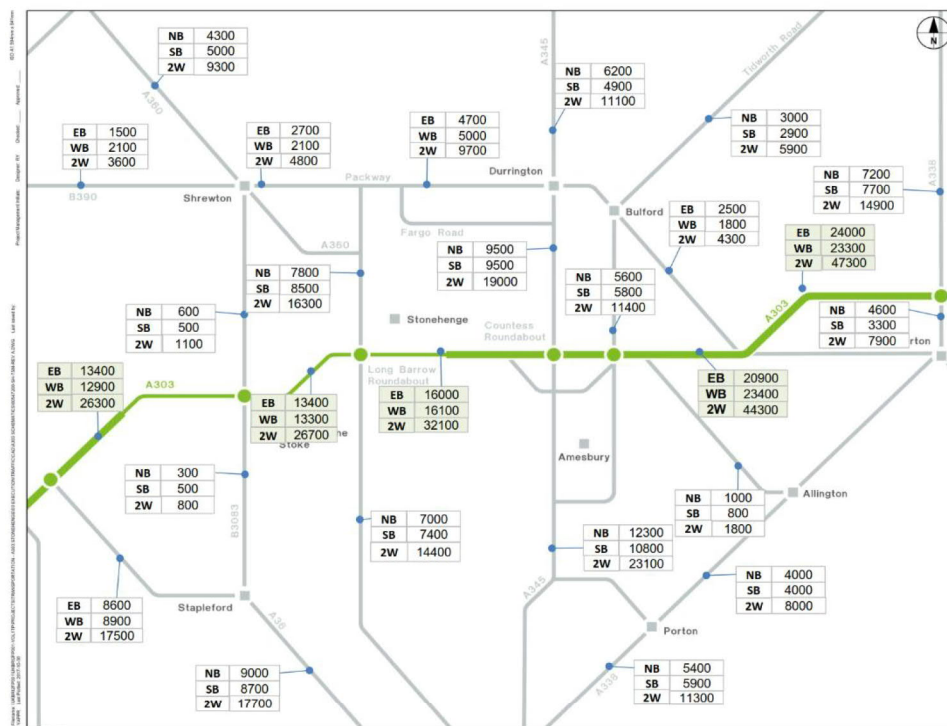 NB 4300
SB 5000
2W 9300
A360
A345
Tidworth Road
N
NB 6200
SB 4900
2W 11100
NB 3000
SB 2900
2W 5900
EB 1500
WB 2100
2W 3600
EB 2700
WB 2100
2W 4800
EB 4700
WB 5000
2W 9700
A338
NB 7200
SB 7700
2W 14900
B390
Shrewton
Packway
Durrington
Bulford
Fargo Road
A360
EB 2500
WB 1800
2W 4300
EB 24000
WB 23300
2W 47300
NB 9500
SB 9500
2W 19000
NB 7800
SB 8500
2W 16300
NB 5600
SB 5800
2W 11400
NB 600
SB 500
2W 1100
Stonehenge
Countess
Roundabout
A303
NB 4600
SB 3300
2W 7900
EB 13400
WB 12900
2W 26300
A303
Long Barrow
Roundabout
EB 13400
WB 13300
2W 26700
Stoke
EB 16000
WB 16100
2W 32100
EB 20900
WB 23400
2W 44300
Amesbury
NB 300
SB 500
2W 800
B3083
NB 1000
SB 800
2W 1800
Allington
NB 7000
SB 7400
2W 14400
NB 12300
SB 10800
2W 23100
NB 4000
SB 4000
2W 8000
EB 8600
WB 8900
2W 17500
Stapleford
A36
A345
Porton
NB 9000
SB 8700
2W 17700
A338
NB 5400
SB 5900
2W 11300